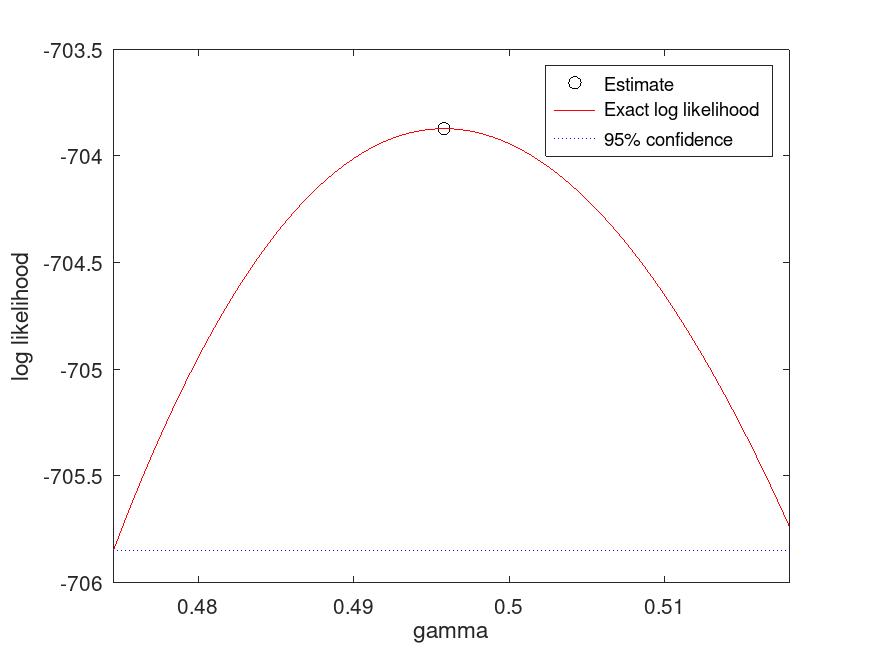 -703.5
-704
-704.5
-705
-705.5
-706
log likelihood
0.48 0.49 0.5 0.51
gamma
Estimate
Exact log likelihood
95% confidence